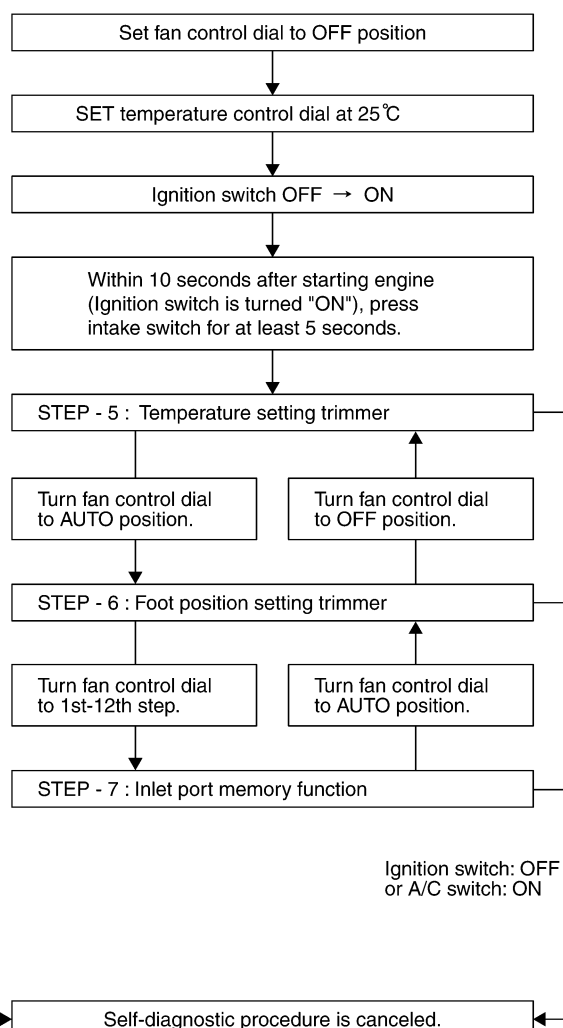 Set fan control dial to OFF position
SET temperature control dial at 25℃
Ignition switch OFF → ON
Within 10 seconds after starting engine
(Ignition switch is turned "ON"), press
intake switch for at least 5 seconds.
STEP - 5 : Temperature setting trimmer
Turn fan control dial
to AUTO position.
Turn fan control dial
to OFF position.
STEP - 6 : Foot position setting trimmer
Turn fan control dial
to 1st-12th step.
Turn fan control dial
to AUTO position.
STEP - 7 : Inlet port memory function
Ignition switch: OFF
or A/C switch: ON
Self-diagnostic procedure is canceled.